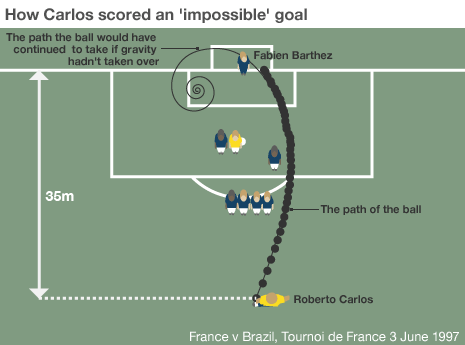 How Carlos scored an 'impossible' goal
The path the ball would have
continued to take if gravity
hadn't taken over
Fabien Barthez
35m
The path of the ball
Roberto Carlos
France v Brazil, Tournoi de France 3 June 1997